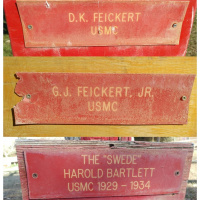 D.K. FEICKERT
USMC
G.J. FEICKERT, JR.
USMC
THE "SWEDE"
HAROLD BARTLETT
USMC 1929 - 1934